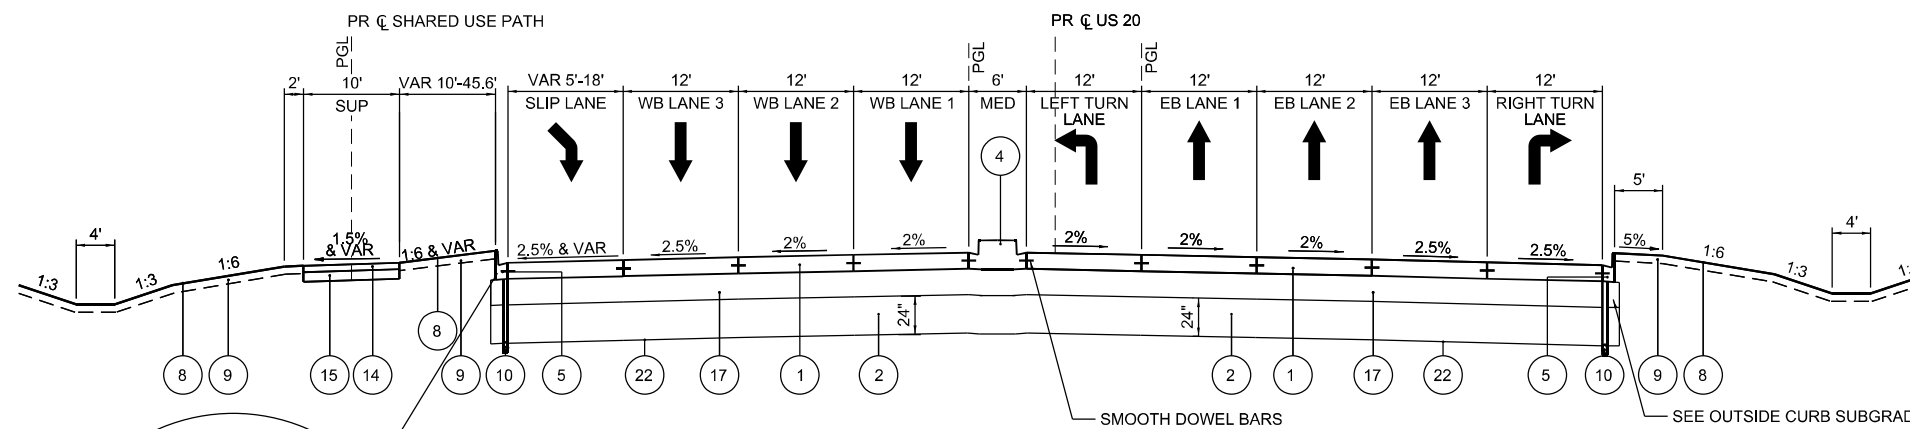 PR ℄ SHARED USE PATH
PR ℄ US 20
PGL
PGL
PGL
2'
10'
VAR 10'-45.6'
VAR 5'-18'
12'
12'
12'
6'
12'
12'
12'
12'
12'
SUP
SLIP LANE
WB LANE 3
WB LANE 2
WB LANE 1
MED
LEFT TURN
LANE
EB LANE 1
EB LANE 2
EB LANE 3
RIGHT TURN
LANE
4
5'
4'
4'
1:3
1:3
1:6
1.5%
& VAR
1:6 & VAR
2.5% & VAR
2.5%
2%
2%
2%
2%
2%
2.5%
2.5%
5%
1:6
1:3
1:3
24"
24"
8
8
9
15
14
9
10
5
22
17
1
2
2
1
17
22
5
10
9
8
SMOOTH DOWEL BARS
SEE OUTSIDE CURB SUBGRAD